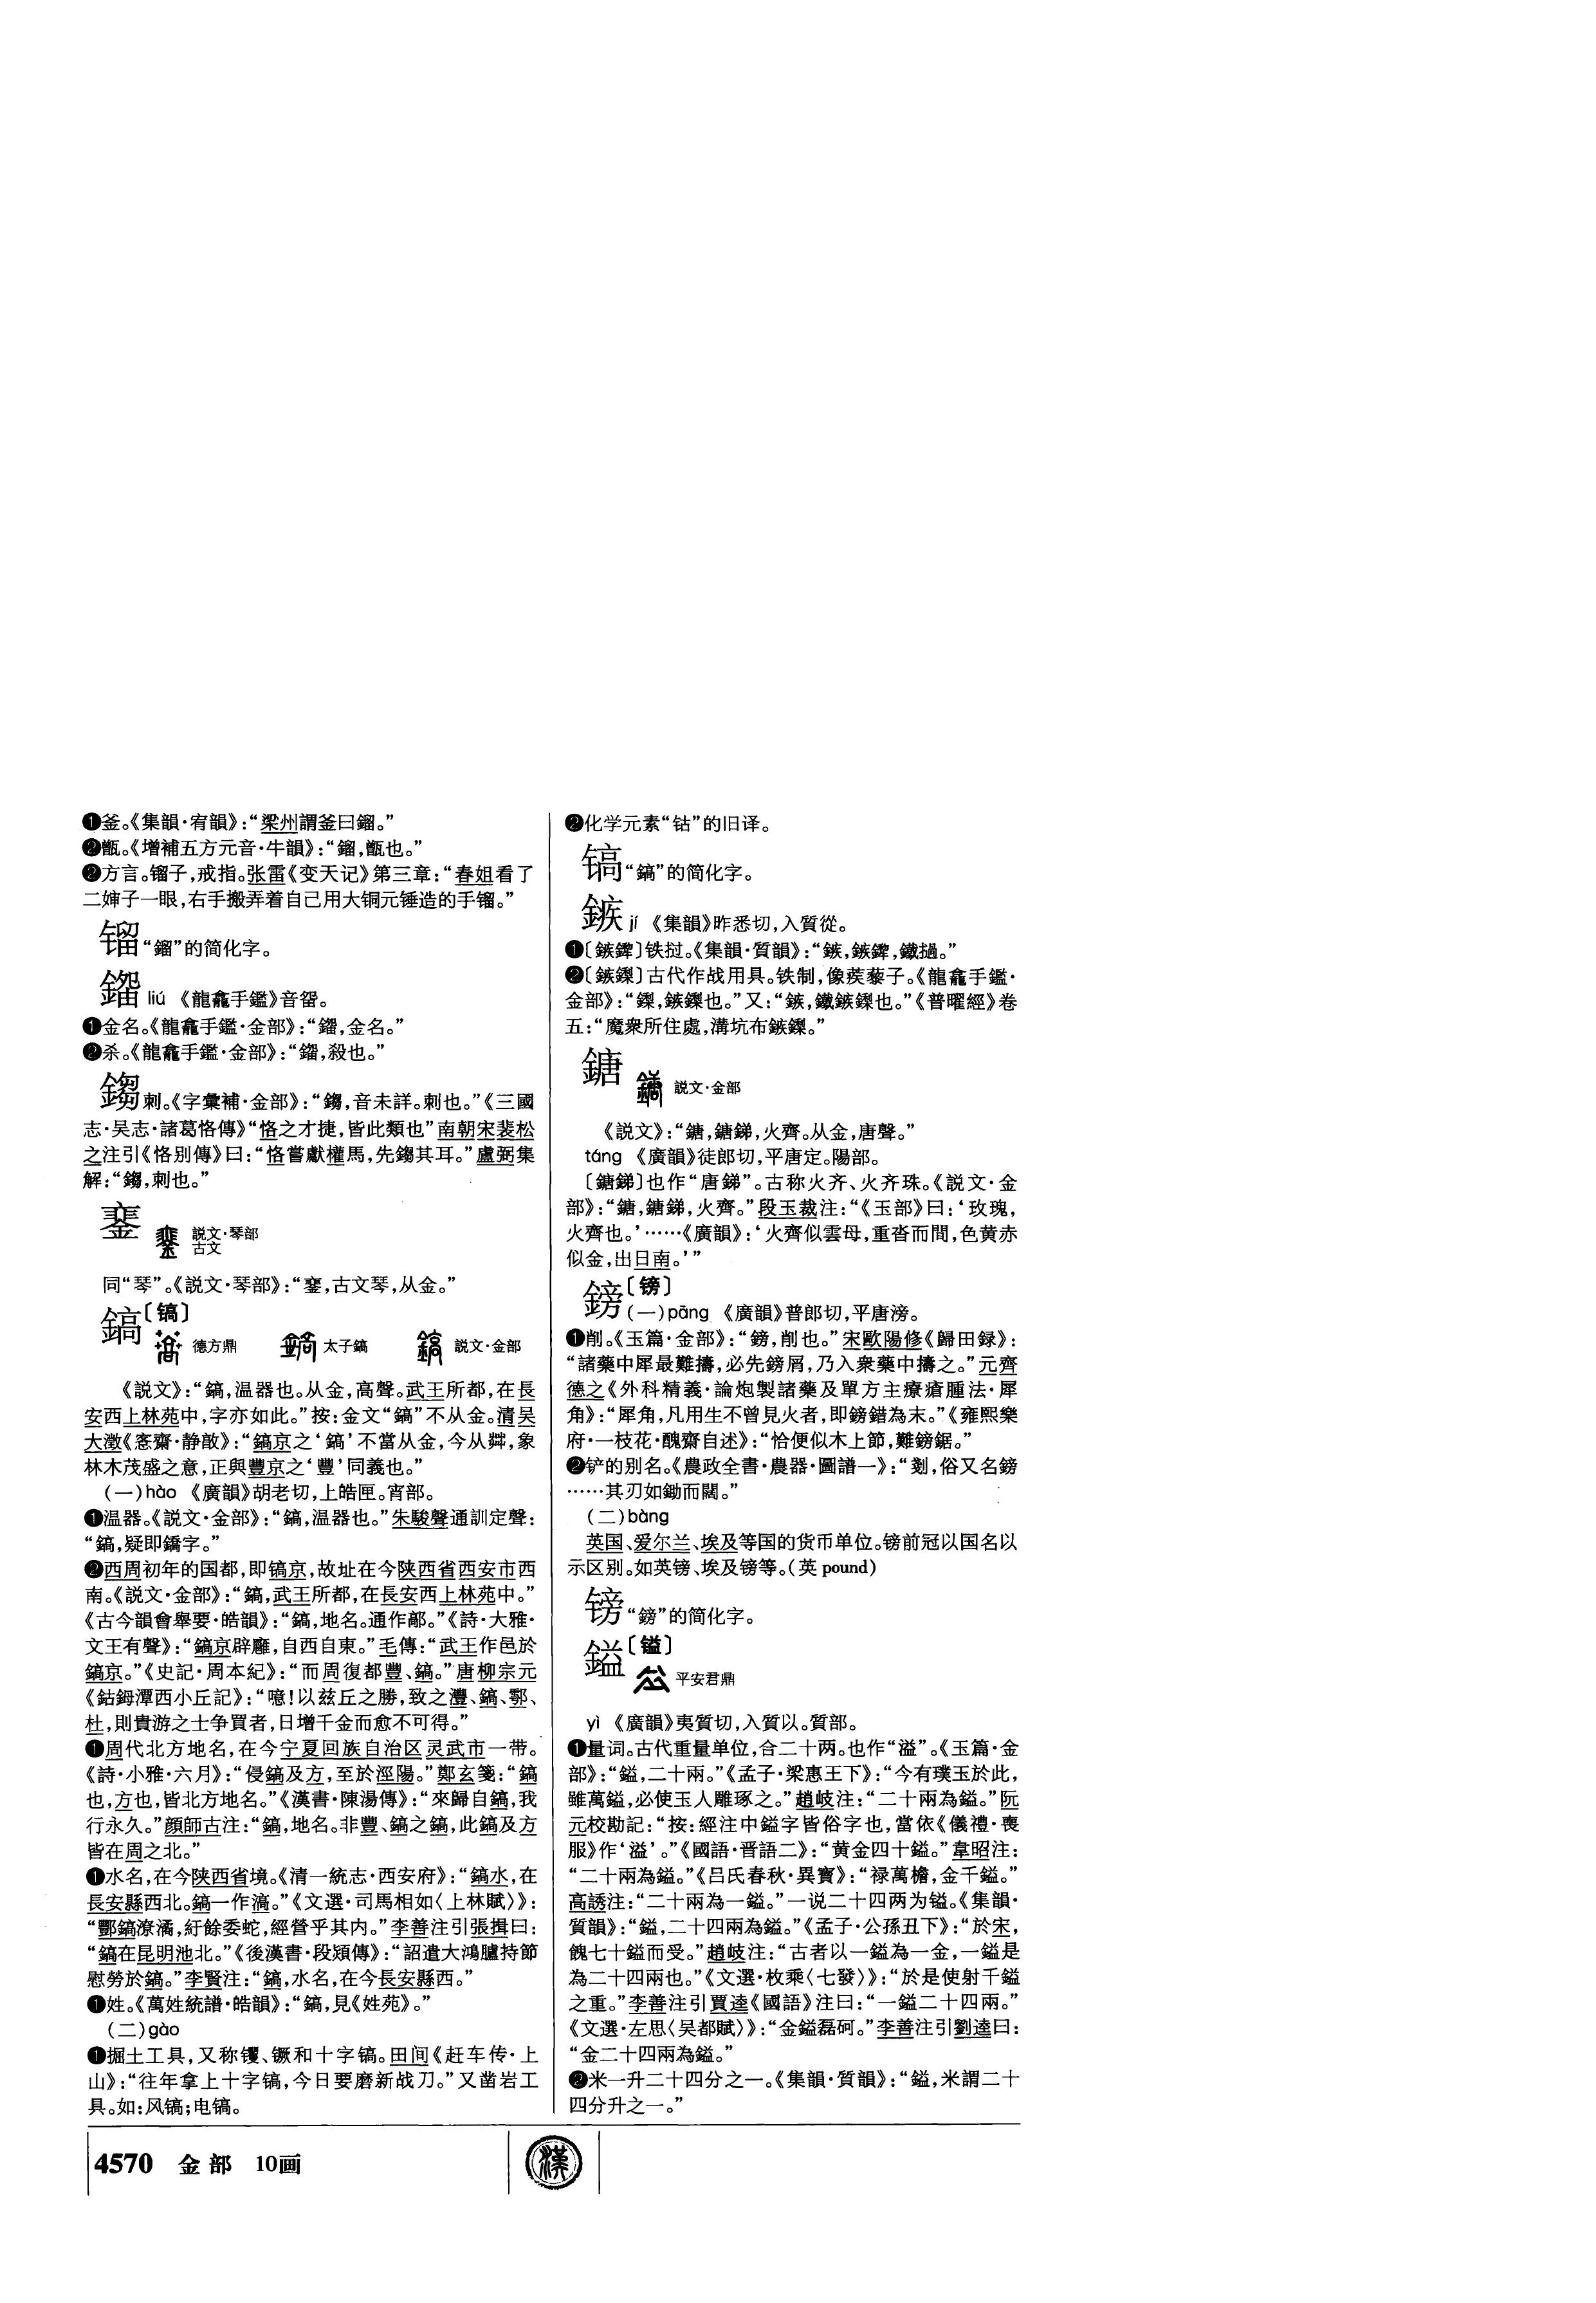 ❶釜。《集韻·宥韻》：“梁州謂釜曰鎦。”
❷甑。《增補五方元音·牛韻》：“鎦，甑也。”
❷方言。镏子，戒指。张雷《变天记》第三章：“春姐看了
二婶子一眼，右手搬弄着自己用大铜元锤造的手镏。”
镏“鎦”的简化字。
liú 《龍龕手鑑》音留。
❶金名。《龍龕手鑑·金部》：“，金名。”
❷杀。《龍龕手鑑·金部》：“，殺也。”
刺。《字彙補·金部》：“，音未詳。刺也。”《三國
志·吴志·諸葛恪傳》“恪之才捷，皆此類也”南朝宋裴松
之注引《恪别傳》曰：“恪嘗獻權馬，先其耳。”盧弼集
解：“，刺也。”
説文·琴部
古文
同“琴”。《説文·琴部》：“，古文琴，从金。”
鎬〔镐〕
德方鼎 太子鎬 説文·金部
《説文》：“鎬，温器也。从金，高聲。武王所都，在長
安西上林苑中，字亦如此。”按：金文“鎬”不从金。清吴
大澂《愙齋·静敃》：“鎬京之‘鎬’不當从金，今从茻，象
林木茂盛之意，正與豐京之‘豐’同義也。”
（一）hào 《廣韻》胡老切，上皓匣。宵部。
❶温器。《説文·金部》：“鎬，温器也。”朱駿聲通訓定聲：
“鎬，疑即鐈字。”
❷西周初年的国都，即镐京，故址在今陕西省西安市西
南。《説文·金部》：“鎬，武王所都，在長安西上林苑中。”
《古今韻會舉要·皓韻》：“鎬，地名。通作鄗。”《詩·大雅·
文王有聲》：“鎬京辟廱，自西自東。”毛傳：“武王作邑於
鎬京。”《史記·周本紀》：“而周復都豐、鎬。”唐柳宗元
《鈷鉧潭西小丘記》：“噫！以兹丘之勝，致之灃、鎬、鄠、
杜，則貴游之士争買者，日增千金而愈不可得。”
❶周代北方地名，在今宁夏回族自治区灵武市一带。
《詩·小雅·六月》：“侵鎬及方，至於涇陽。”鄭玄箋：“鎬
也，方也，皆北方地名。”《漢書·陳湯傳》：“來歸自鎬，我
行永久。”顔師古注：“鎬，地名。非豐、鎬之鎬，此鎬及方
皆在周之北。”
❶水名，在今陕西省境。《清一統志·西安府》：“鎬水，在
長安縣西北。鎬一作滈。”《文選·司馬相如〈上林賦〉》：
“酆鎬潦潏，紆餘委蛇，經營乎其内。”李善注引張揖曰：
“鎬在昆明池北。”《後漢書·段熲傳》：“詔遣大鴻臚持節
慰勞於鎬。”李賢注：“鎬，水名，在今長安縣西。”
❶姓。《萬姓統譜·皓韻》：“鎬，見《姓苑》。”
（二）gào
❶掘土工具，又称镢、镢和十字镐。田间《赶车传·上
山》：“往年拿上十字镐，今日要磨新战刀。”又凿岩工
具。如：风镐；电镐。
❷化学元素“钴”的旧译。
镐“鎬”的简化字。
鏃 jí 《集韻》昨悉切，入質從。
❶〔〕铁挝。《集韻·質韻》：“，鐵撾。”
❷〔〕古代作战用具。铁制，像蒺藜子。《龍龕手鑑·
金部》：“，也。”又：“，鐵也。”《普曜經》卷
五：“魔衆所住處，溝坑布。”
鎕 説文·金部
《説文》：“鎕，鎕銻，火齊。从金，唐聲。”
táng 《廣韻》徒郎切，平唐定。陽部。
〔鎕銻〕也作“唐銻”。古称火齐、火齐珠。《説文·金
部》：“鎕，鎕銻，火齊。”段玉裁注：“《玉部》曰：‘玫瑰，
火齊也。’……《廣韻》：‘火齊似雲母，重沓而開，色黄赤
似金，出日南。’”
鎊〔镑〕
（一）pāng 《廣韻》普郎切，平唐滂。
❶削。《玉篇·金部》：“鎊，削也。”宋歐陽修《歸田録》：
“諸藥中犀最難擣，必先鎊屑，乃入衆藥中擣之。”元齊
德之《外科精義·論炮製諸藥及單方主療瘡腫法·犀
角》：“犀角，凡用生不曾見火者，即鎊錯為末。”《雍熙樂
府·一枝花·醜齋自述》：“恰便似木上節，難鎊鋸。”
❷铲的别名。《農政全書·農器·圖譜一》：“剗，俗又名鎊
……其刃如鋤而闊。”
（二）bàng
英国、爱尔兰、埃及等国的货币单位。镑前冠以国名以
示区别。如英镑、埃及镑等。（英 pound）
镑“鎊”的简化字。
鎰〔镒〕
平安君鼎
yì 《廣韻》夷質切，入質以。質部。
❶量词。古代重量单位，合二十两。也作“溢”。《玉篇·金
部》：“鎰，二十兩。”《孟子·梁惠王下》：“今有璞玉於此，
雖萬鎰，必使玉人雕琢之。”趙岐注：“二十兩為鎰。”阮
元校勘記：“按：經注中鎰字皆俗字也，當依《儀禮·喪
服》作‘溢’。”《國語·晋語二》：“黄金四十鎰。”韋昭注：
“二十兩為鎰。”《吕氏春秋·異寶》：“禄萬檐，金千鎰。”
高誘注：“二十兩為一鎰。”一说二十四两为镒。《集韻·
質韻》：“鎰，二十四兩為鎰。”《孟子·公孫丑下》：“於宋，
餽七十鎰而受。”趙岐注：“古者以一鎰為一金，一鎰是
為二十四兩也。”《文選·枚乘〈七發〉》：“於是使射千鎰
之重。”李善注引賈逵《國語》注曰：“一鎰二十四兩。”
《文選·左思〈吴都賦〉》：“金鎰磊砢。”李善注引劉逵曰：
“金二十四兩為鎰。”
❷米一升二十四分之一。《集韻·質韻》：“鎰，米謂二十
四分升之一。”
4570 金部 10画
漢